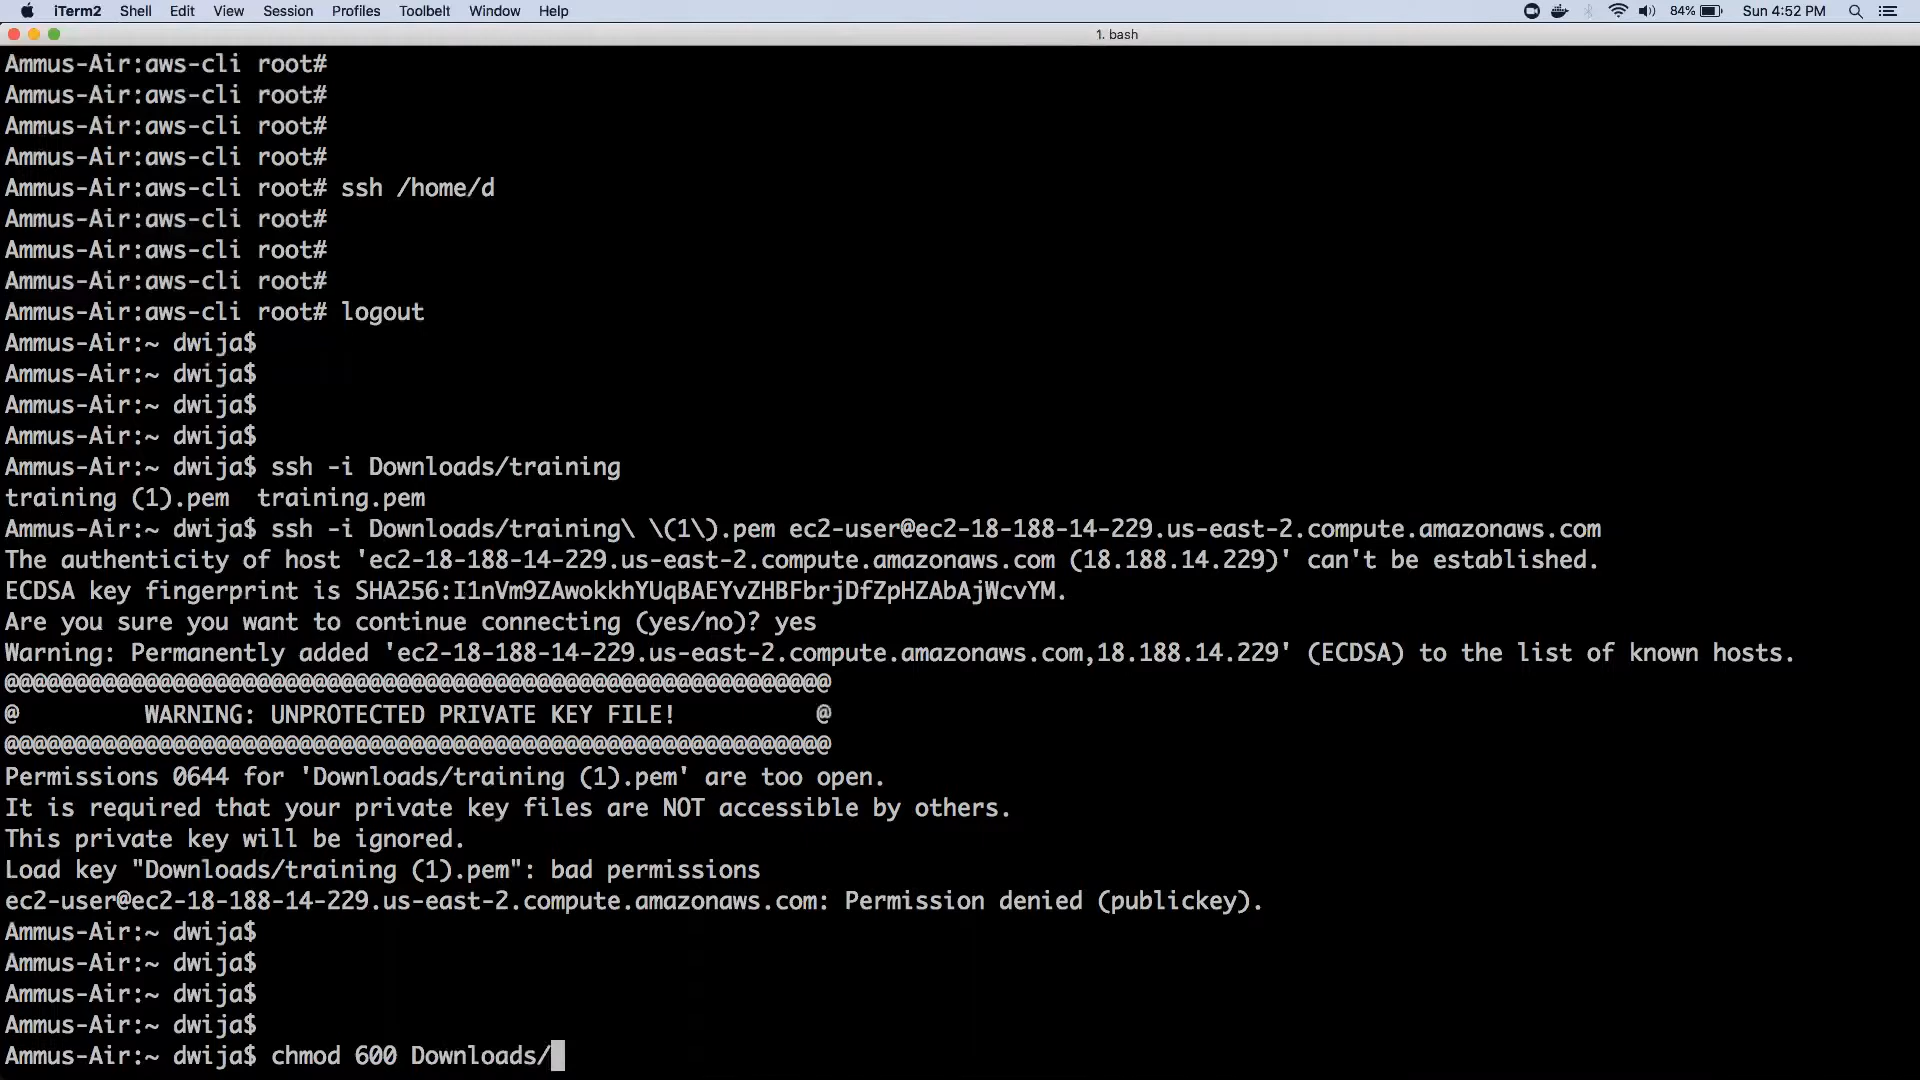 iTerm2 Shell Edit View Session Profiles Toolbelt Window Help 84% Sun 4:52 PM
1. bash
Ammus-Air:aws-cli root#
Ammus-Air:aws-cli root#
Ammus-Air:aws-cli root#
Ammus-Air:aws-cli root#
Ammus-Air:aws-cli root# ssh /home/d
Ammus-Air:aws-cli root#
Ammus-Air:aws-cli root#
Ammus-Air:aws-cli root#
Ammus-Air:aws-cli root# logout
Ammus-Air:~ dwija$
Ammus-Air:~ dwija$
Ammus-Air:~ dwija$
Ammus-Air:~ dwija$
Ammus-Air:~ dwija$ ssh -i Downloads/training
training (1).pem  training.pem
Ammus-Air:~ dwija$ ssh -i Downloads/training\ \(1\).pem ec2-user@ec2-18-188-14-229.us-east-2.compute.amazonaws.com
The authenticity of host 'ec2-18-188-14-229.us-east-2.compute.amazonaws.com (18.188.14.229)' can't be established.
ECDSA key fingerprint is SHA256:I1nVm9ZAwokkhYUqBAEYvZHBFbrjDfZpHZAbAjWcvYM.
Are you sure you want to continue connecting (yes/no)? yes
Warning: Permanently added 'ec2-18-188-14-229.us-east-2.compute.amazonaws.com,18.188.14.229' (ECDSA) to the list of known hosts.
@@@@@@@@@@@@@@@@@@@@@@@@@@@@@@@@@@@@@@@@@@@@@@@@@@@@@@@@@@@
@         WARNING: UNPROTECTED PRIVATE KEY FILE!          @
@@@@@@@@@@@@@@@@@@@@@@@@@@@@@@@@@@@@@@@@@@@@@@@@@@@@@@@@@@@
Permissions 0644 for 'Downloads/training (1).pem' are too open.
It is required that your private key files are NOT accessible by others.
This private key will be ignored.
Load key "Downloads/training (1).pem": bad permissions
ec2-user@ec2-18-188-14-229.us-east-2.compute.amazonaws.com: Permission denied (publickey).
Ammus-Air:~ dwija$
Ammus-Air:~ dwija$
Ammus-Air:~ dwija$
Ammus-Air:~ dwija$
Ammus-Air:~ dwija$ chmod 600 Downloads/